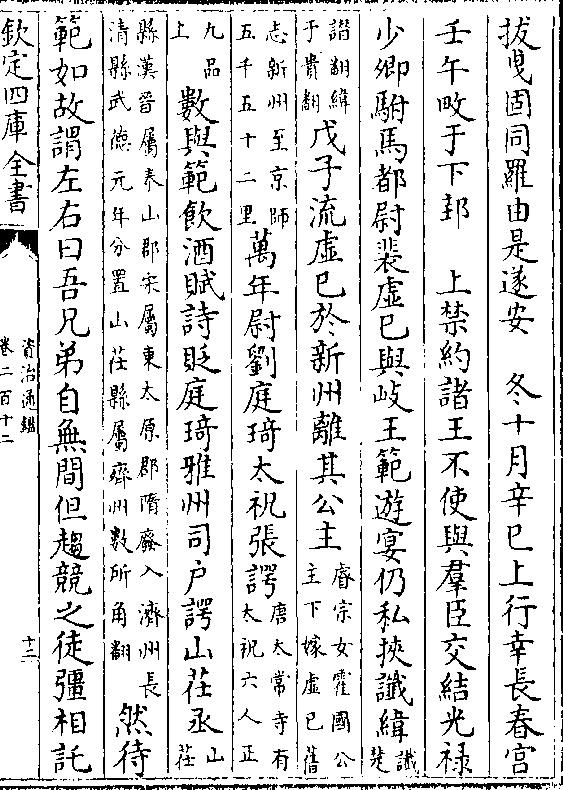 拔曳固同羅由是遂安　冬十月辛巳上行幸長春宮
壬午畋于下邽　上禁約諸王不使與羣臣交結光禄
少卿駙馬都尉裴虚已與岐王範遊宴仍私挾讖緯讖楚
譖翻緯于貴翻戊子流虚已於新州離其公主睿宗女霍國公主下嫁虚已舊
志新州至京師五千五十二里萬年尉劉庭琦太祝張諤唐太常寺有太祝六人正
九品上數與範飲酒賦詩貶庭琦雅州司户諤山茌丞山茌
縣漢晉屬泰山郡宋屬東太原郡隋廢入濟州長清縣武德元年分置山茌縣屬齊州數所角翻然待
範如故謂左右曰吾兄弟自無間但趨競之徒彊相託
欽定四庫全書
資治通鑑
卷二百十二
十三